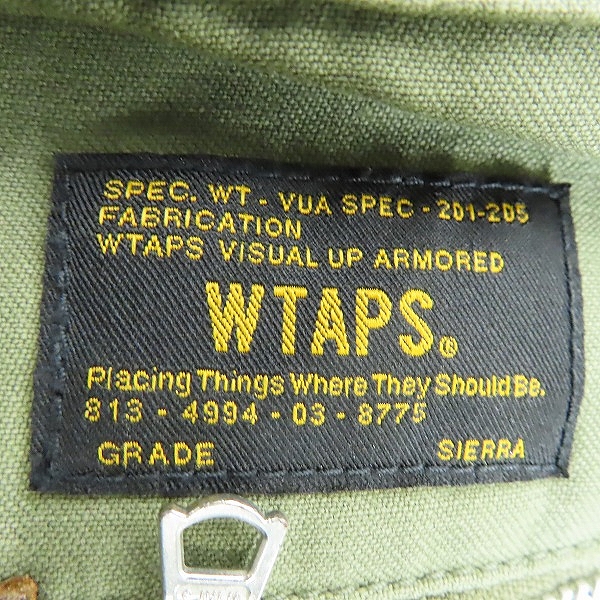 SPEC. WT - VUA SPEC - 201-205
FABRICATION
WTAPS VISUAL UP ARMORED
WTAPS®
Placing Things Where They Should Be.
813 - 4994 - 03 - 8775
GRADE SIERRA